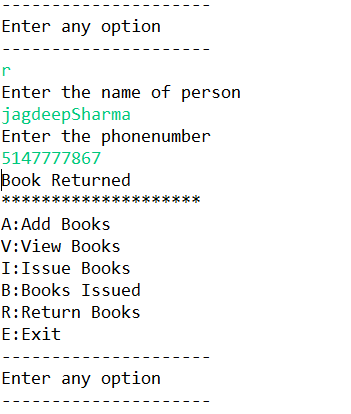 ---------------------
Enter any option
---------------------
r
Enter the name of person
jagdeepSharma
Enter the phonenumber
5147777867
Book Returned
********************
A:Add Books
V:View Books
I:Issue Books
B:Books Issued
R:Return Books
E:Exit
---------------------
Enter any option
---------------------